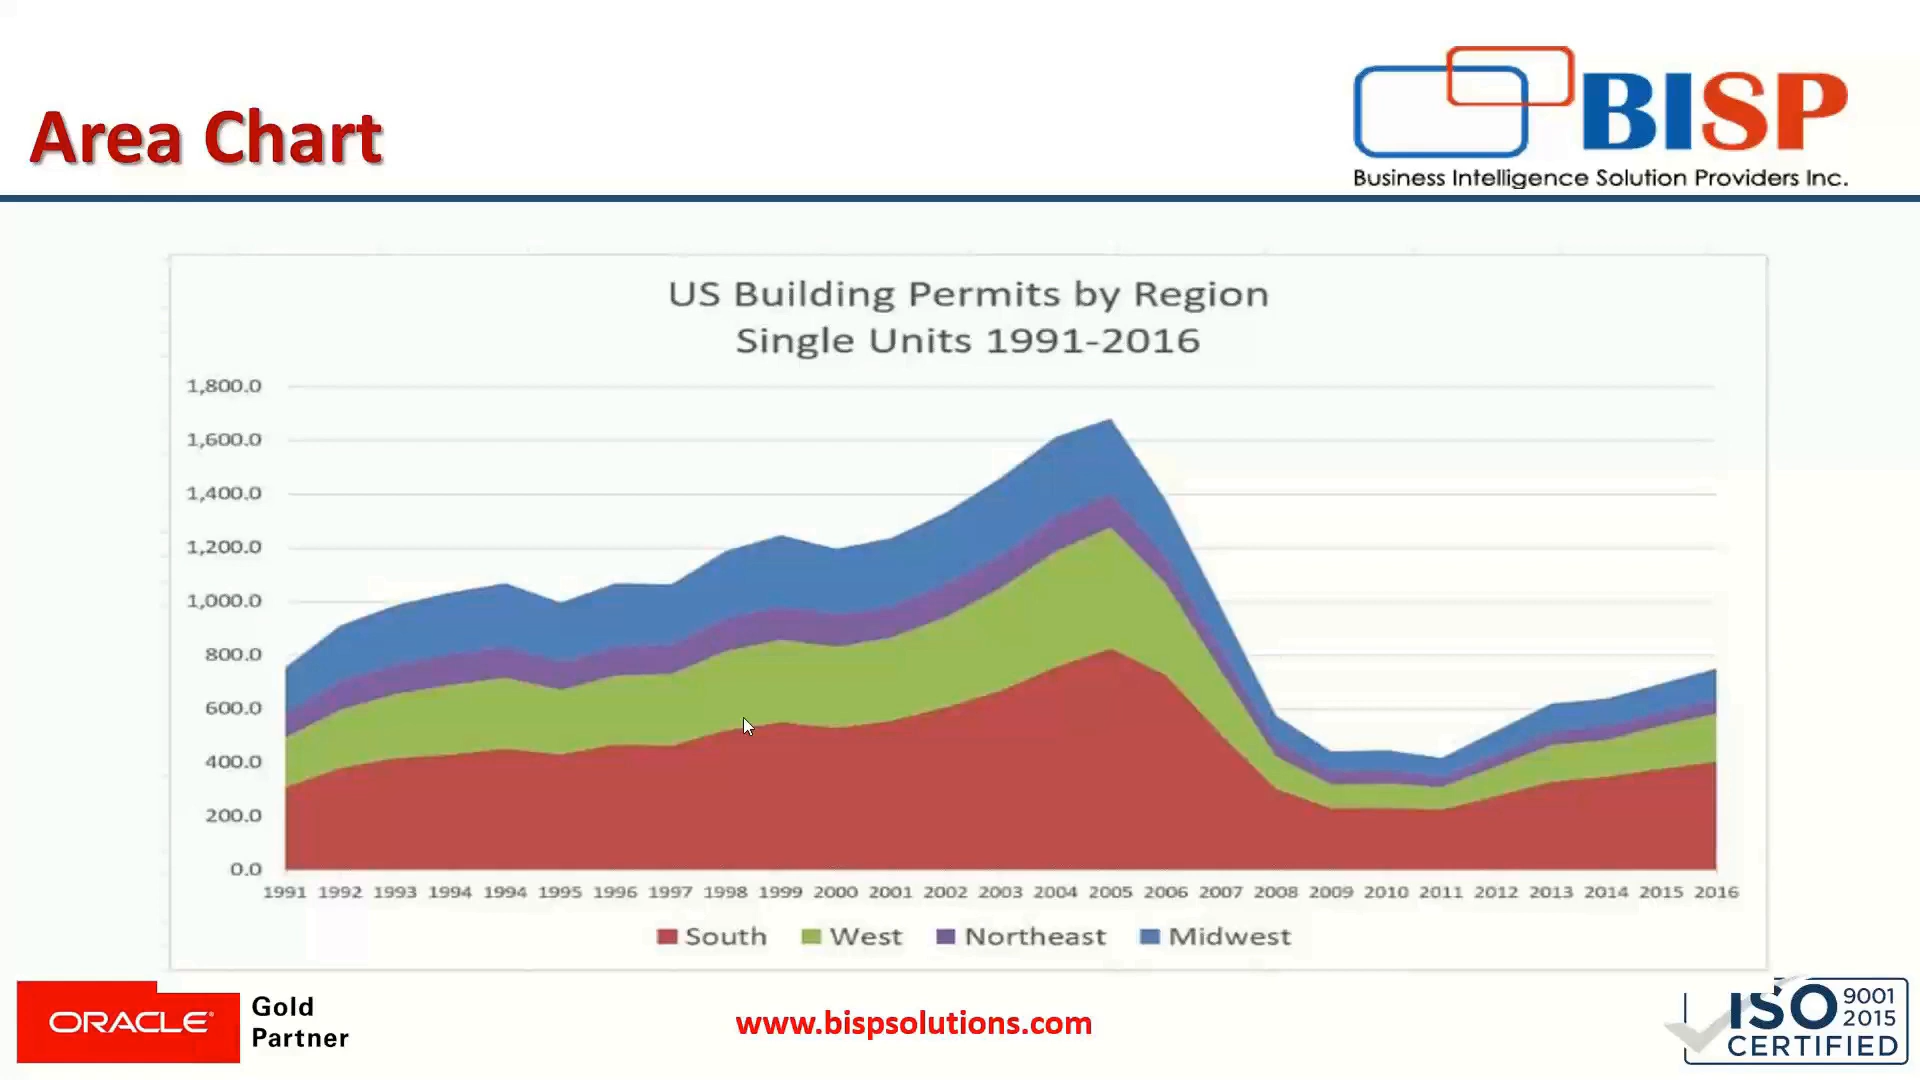 Area Chart
BISP
Business Intelligence Solution Providers Inc.
US Building Permits by Region
Single Units 1991-2016
1,800.0
1,600.0
1,400.0
1,200.0
1,000.0
800.0
600.0
400.0
200.0
0.0
1991 1992 1993 1994 1994 1995 1996 1997 1998 1999 2000 2001 2002 2003 2004 2005 2006 2007 2008 2009 2010 2011 2012 2013 2014 2015 2016
South West Northeast Midwest
ORACLE
Gold
Partner
www.bispsolutions.com
ISO 9001
2015
CERTIFIED